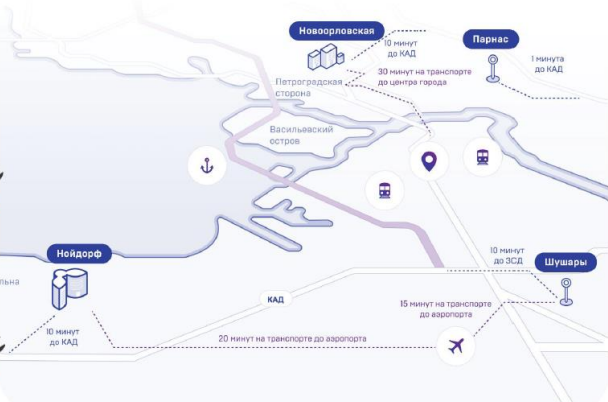 Новоорловская
10 минут
до КАД
Парнас
1 минута
до КАД
30 минут на транспорте
до центра города
Петроградская
сторона
Васильевский
остров
Нойдорф
10 минут
до ЗСД
Шушары
льна
КАД
15 минут на транспорте
до аэропорта
10 минут
до КАД
20 минут на транспорте до аэропорта